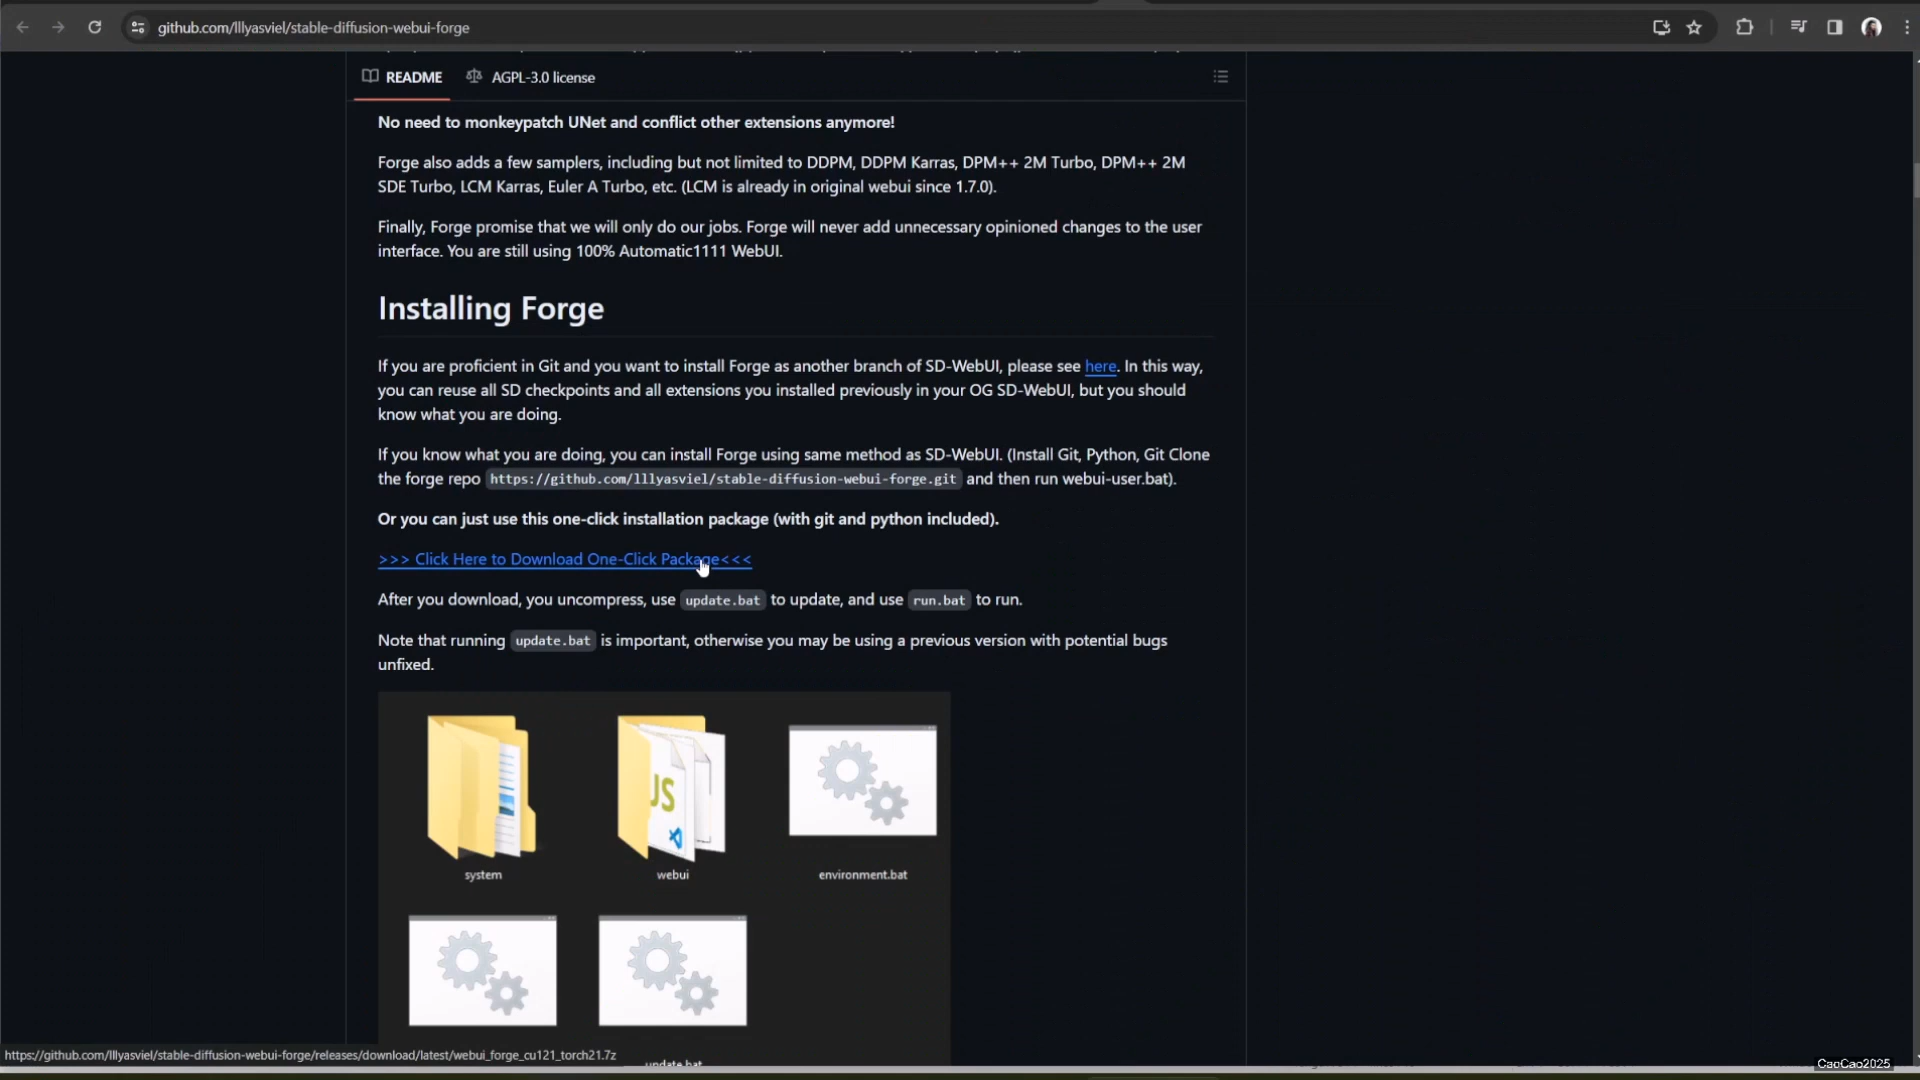 github.com/lllyasviel/stable-diffusion-webui-forge
README
AGPL-3.0 license
No need to monkeypatch UNet and conflict other extensions anymore!
Forge also adds a few samplers, including but not limited to DDPM, DDPM Karras, DPM++ 2M Turbo, DPM++ 2M
SDE Turbo, LCM Karras, Euler A Turbo, etc. (LCM is already in original webui since 1.7.0).
Finally, Forge promise that we will only do our jobs. Forge will never add unnecessary opinioned changes to the user
interface. You are still using 100% Automatic1111 WebUI.
Installing Forge
If you are proficient in Git and you want to install Forge as another branch of SD-WebUI, please see here. In this way,
you can reuse all SD checkpoints and all extensions you installed previously in your OG SD-WebUI, but you should
know what you are doing.
If you know what you are doing, you can install Forge using same method as SD-WebUI. (Install Git, Python, Git Clone
the forge repo https://github.com/lllyasviel/stable-diffusion-webui-forge.git and then run webui-user.bat).
Or you can just use this one-click installation package (with git and python included).
>>> Click Here to Download One-Click Package<<<
After you download, you uncompress, use update.bat to update, and use run.bat to run.
Note that running update.bat is important, otherwise you may be using a previous version with potential bugs
unfixed.
JS
system
webui
environment.bat
update.bat
https://github.com/lllyasviel/stable-diffusion-webui-forge/releases/download/latest/webui_forge_cu121_torch21.7z
CaoCao2025